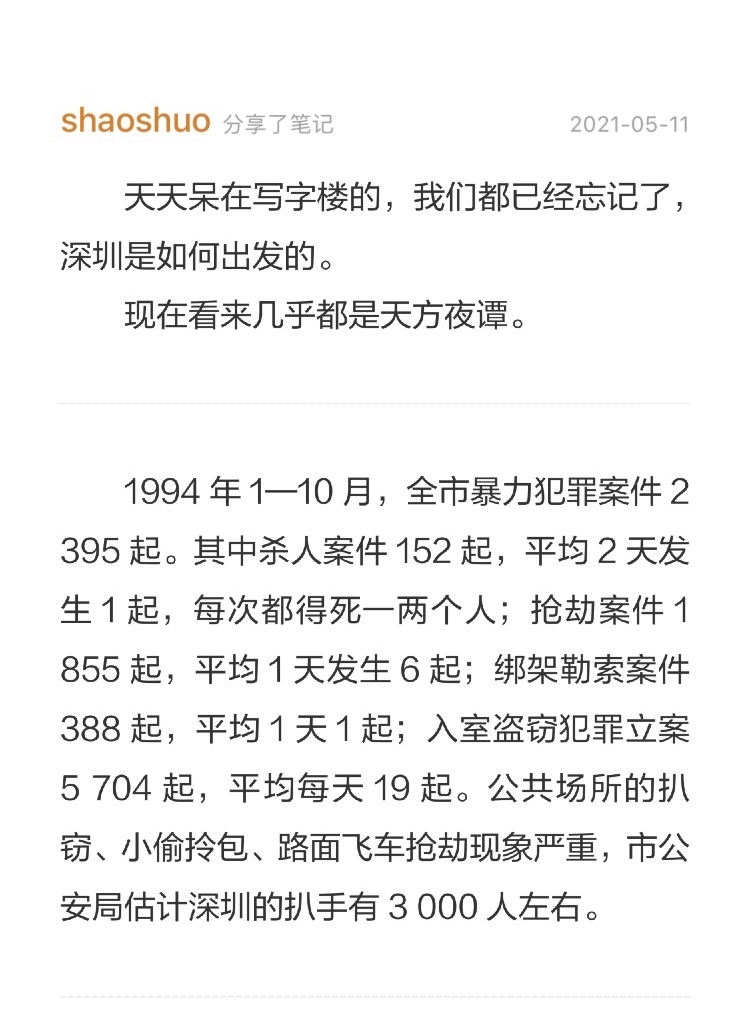 shaoshuo 分享了笔记 2021-05-11
天天呆在写字楼的，我们都已经忘记了，
深圳是如何出发的。
现在看来几乎都是天方夜谭。
1994 年 1—10 月，全市暴力犯罪案件 2
395 起。其中杀人案件 152 起，平均 2 天发
生 1 起，每次都得死一两个人；抢劫案件 1
855 起，平均 1 天发生 6 起；绑架勒索案件
388 起，平均 1 天 1 起；入室盗窃犯罪立案
5 704 起，平均每天 19 起。公共场所的扒
窃、小偷拎包、路面飞车抢劫现象严重，市公
安局估计深圳的扒手有 3 000 人左右。